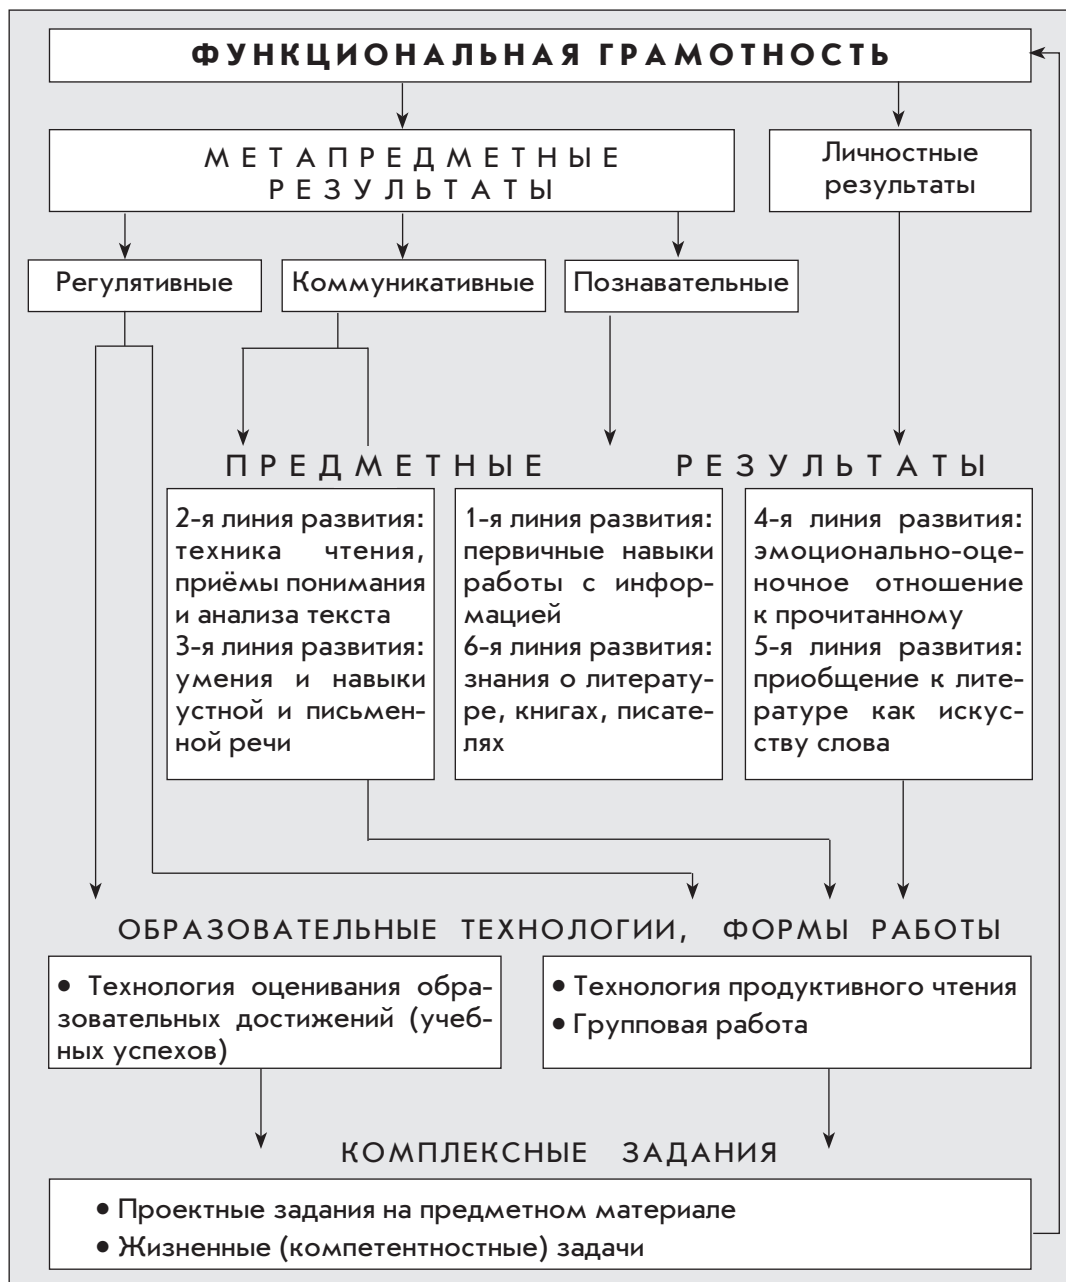 ФУНКЦИОНАЛЬНАЯ ГРАМОТНОСТЬ
МЕТАПРЕДМЕТНЫЕ
РЕЗУЛЬТАТЫ
Личностные
результаты
Регулятивные
Коммуникативные
Познавательные
ПРЕДМЕТНЫЕ РЕЗУЛЬТАТЫ
2-я линия развития:
техника чтения,
приёмы понимания
и анализа текста
3-я линия развития:
умения и навыки
устной и письмен-
ной речи
1-я линия развития:
первичные навыки
работы с инфор-
мацией
6-я линия развития:
знания о литерату-
ре, книгах, писате-
лях
4-я линия развития:
эмоционально-оце-
ночное отношение
к прочитанному
5-я линия развития:
приобщение к лите-
ратуре как искус-
ству слова
ОБРАЗОВАТЕЛЬНЫЕ ТЕХНОЛОГИИ, ФОРМЫ РАБОТЫ
• Технология оценивания обра-
зовательных достижений (учеб-
ных успехов)
• Технология продуктивного чтения
• Групповая работа
КОМПЛЕКСНЫЕ ЗАДАНИЯ
• Проектные задания на предметном материале
• Жизненные (компетентностные) задачи